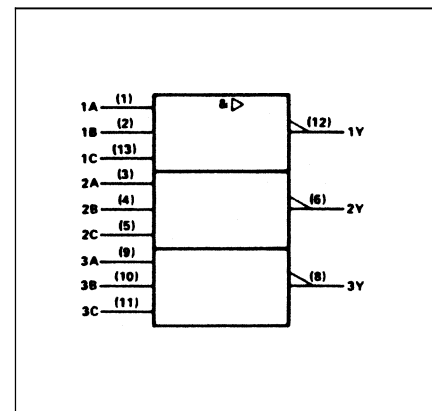 & ▷
1A (1)
1B (2)
(12) 1Y
1C (13)
2A (3)
2B (4)
(6) 2Y
2C (5)
3A (9)
3B (10)
(8) 3Y
3C (11)